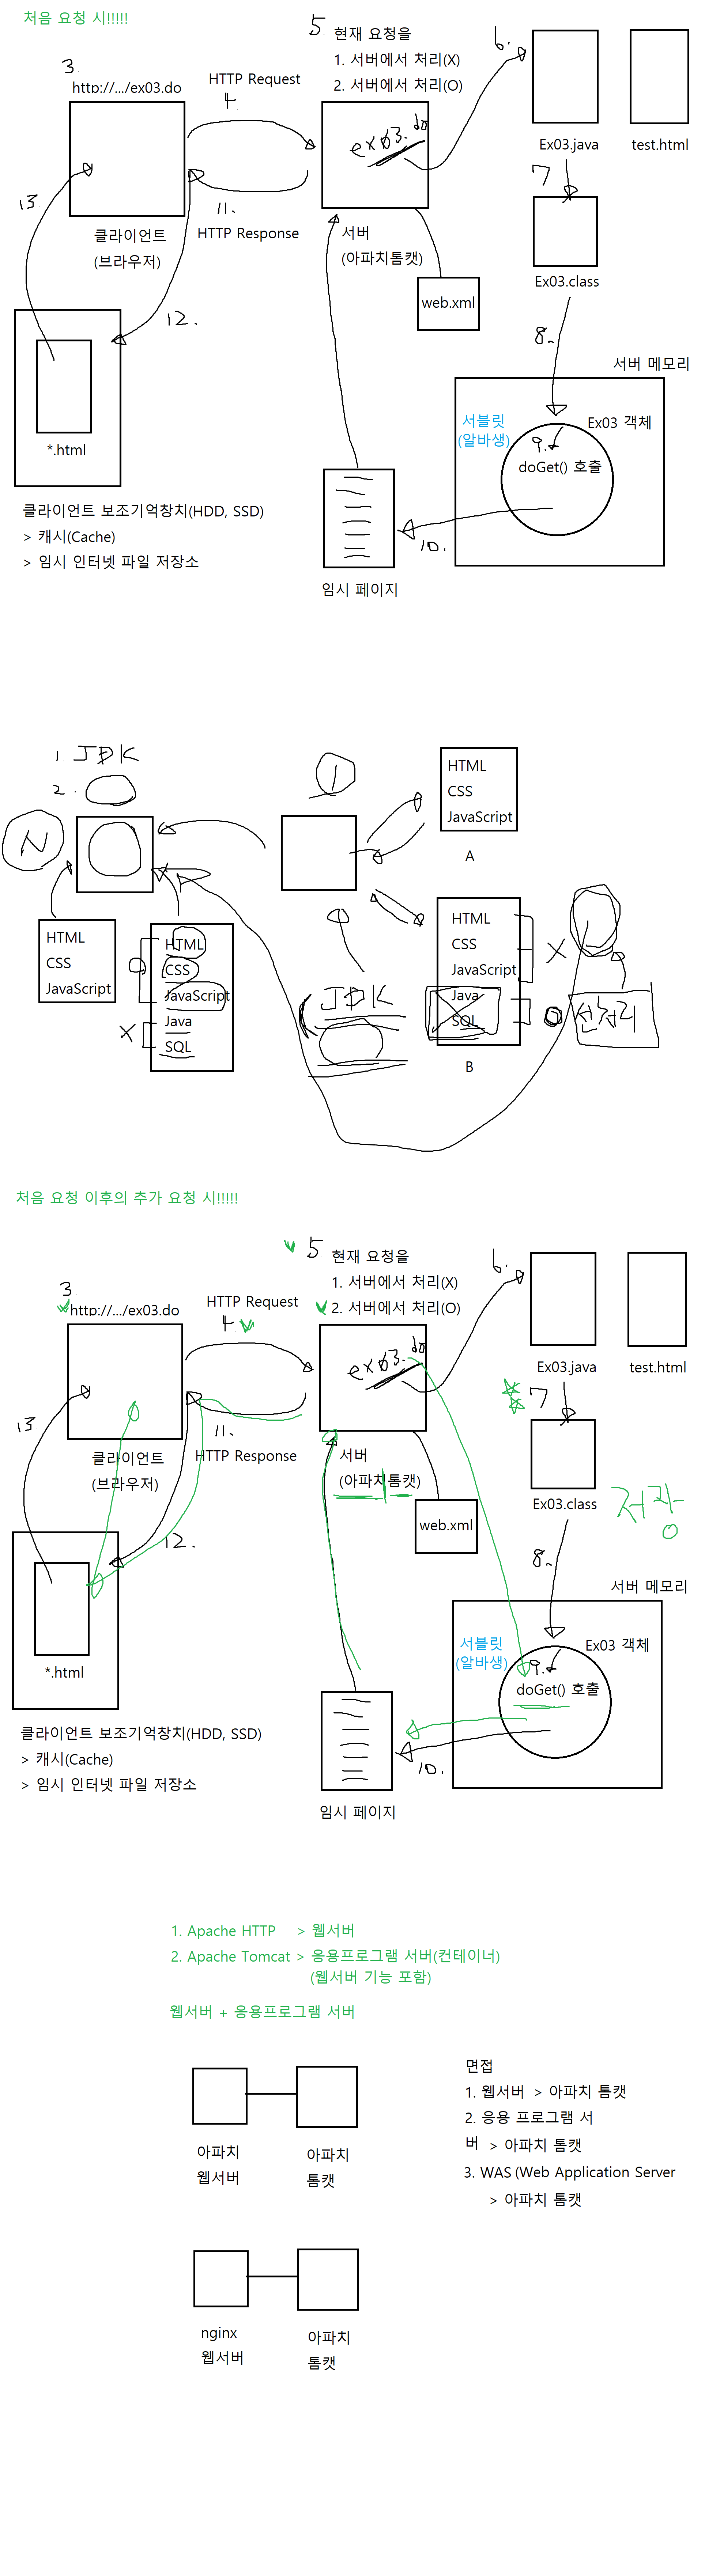 처음 요청 시!!!!!
5
현재 요청을
1. 서버에서 처리(X)
2. 서버에서 처리(O)
6.
3.
http://.../ex03.do
HTTP Request
4.
ex03.do
Ex03.java
test.html
7
13.
11.
HTTP Response
클라이언트
(브라우저)
서버
(아파치톰캣)
web.xml
Ex03.class
12.
8.
서버 메모리
*.html
서블릿
(알바생)
Ex03 객체
9.
doGet() 호출
10.
클라이언트 보조기억창치(HDD, SSD)
> 캐시(Cache)
> 임시 인터넷 파일 저장소
임시 페이지
1. JDK
2.
1
N
HTML
CSS
JavaScript
A
HTML
CSS
JavaScript
HTML
CSS
JavaScript
Java
SQL
X
JDK
HTML
CSS
JavaScript
Java
SQL
B
X
선처리
처음 요청 이후의 추가 요청 시!!!!!
5
현재 요청을
1. 서버에서 처리(X)
2. 서버에서 처리(O)
6.
3.
http://.../ex03.do
HTTP Request
4.
ex03.do
Ex03.java
test.html
7
13.
11.
HTTP Response
클라이언트
(브라우저)
서버
(아파치톰캣)
web.xml
Ex03.class
저장
12.
8.
서버 메모리
*.html
서블릿
(알바생)
Ex03 객체
9.
doGet() 호출
10.
클라이언트 보조기억창치(HDD, SSD)
> 캐시(Cache)
> 임시 인터넷 파일 저장소
임시 페이지
1. Apache HTTP > 웹서버
2. Apache Tomcat > 응용프로그램 서버(컨테이너)
(웹서버 기능 포함)
웹서버 + 응용프로그램 서버
아파치
웹서버
아파치
톰캣
면접
1. 웹서버 > 아파치 톰캣
2. 응용 프로그램 서
버 > 아파치 톰캣
3. WAS (Web Application Server
> 아파치 톰캣
nginx
웹서버
아파치
톰캣